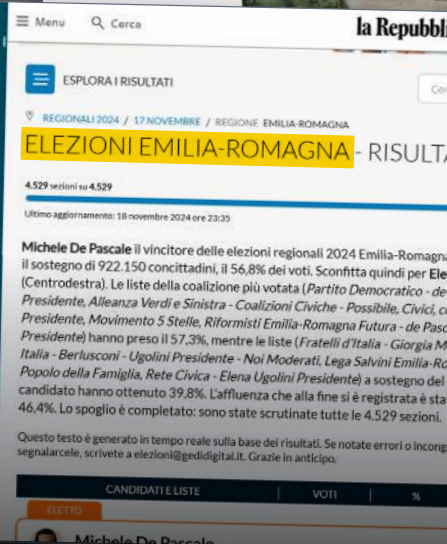 Menu Cerca la Repubbli
ESPLORA I RISULTATI
REGIONALI 2024 / 17 NOVEMBRE / REGIONE EMILIA-ROMAGNA
ELEZIONI EMILIA-ROMAGNA - RISULTA
4.529 sezioni su 4.529
Ultimo aggiornamento: 18 novembre 2024 ore 23:35
Michele De Pascale il vincitore delle elezioni regionali 2024 Emilia-Romagna
il sostegno di 922.150 concittadini, il 56,8% dei voti. Sconfitta quindi per Ele
(Centrodestra). Le liste della coalizione più votata (Partito Democratico - de
Presidente, Alleanza Verdi e Sinistra - Coalizioni Civiche - Possibile, Civici, c
Presidente, Movimento 5 Stelle, Riformisti Emilia-Romagna Futura - de Pasc
Presidente) hanno preso il 57,3%, mentre le liste (Fratelli d'Italia - Giorgia M
Italia - Berlusconi - Ugolini Presidente - Noi Moderati, Lega Salvini Emilia-Ro
Popolo della Famiglia, Rete Civica - Elena Ugolini Presidente) a sostegno del
candidato hanno ottenuto 39,8%. L'affluenza che alla fine si è registrata è sta
46,4%. Lo spoglio è completato: sono state scrutinate tutte le 4.529 sezioni.
Questo testo è generato in tempo reale sulla base dei risultati. Se notate errori o incong
segnalarcele, scrivete a elezioni@gedidigital.it. Grazie in anticipo.
CANDIDATI E LISTE VOTI %
ELETTO
Michele De Pascale